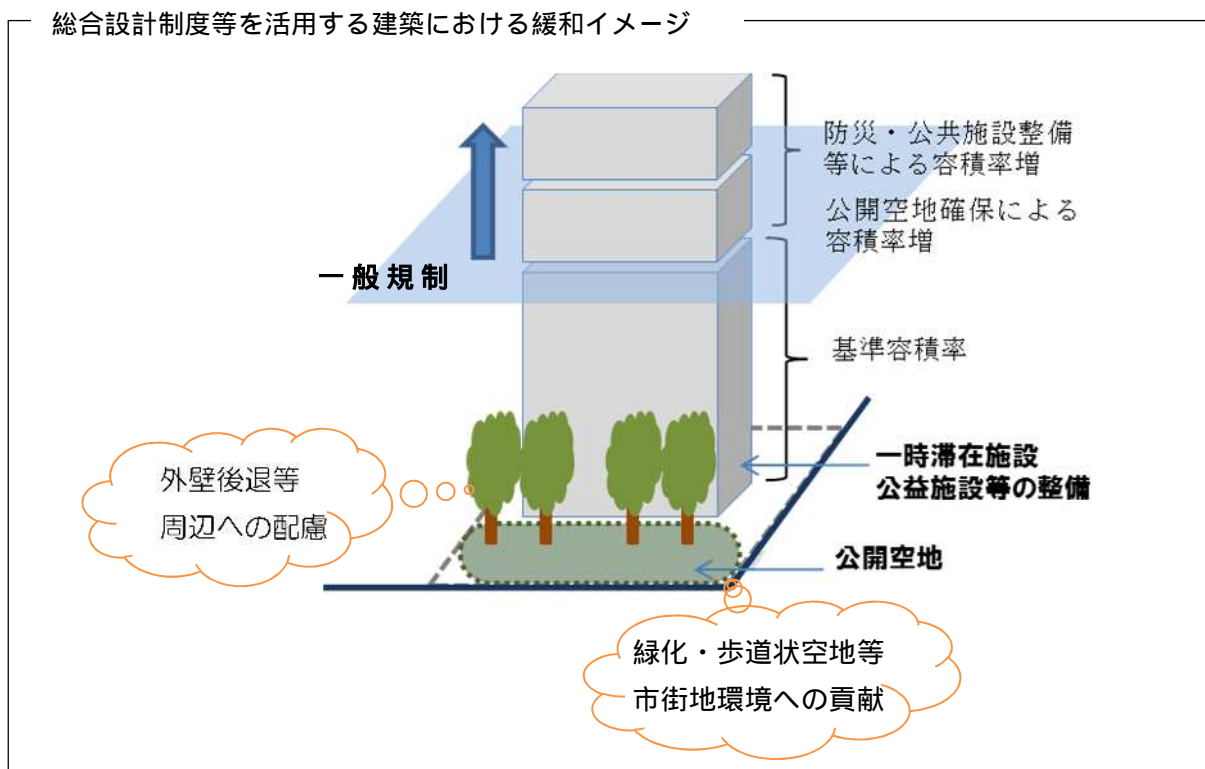 総合設計制度等を活用する建築における緩和イメージ
防災・公共施設整備
等による容積率増
公開空地確保による
容積率増
一般規制
基準容積率
一時滞在施設
公益施設等の整備
外壁後退等
周辺への配慮
公開空地
緑化・歩道状空地等
市街地環境への貢献